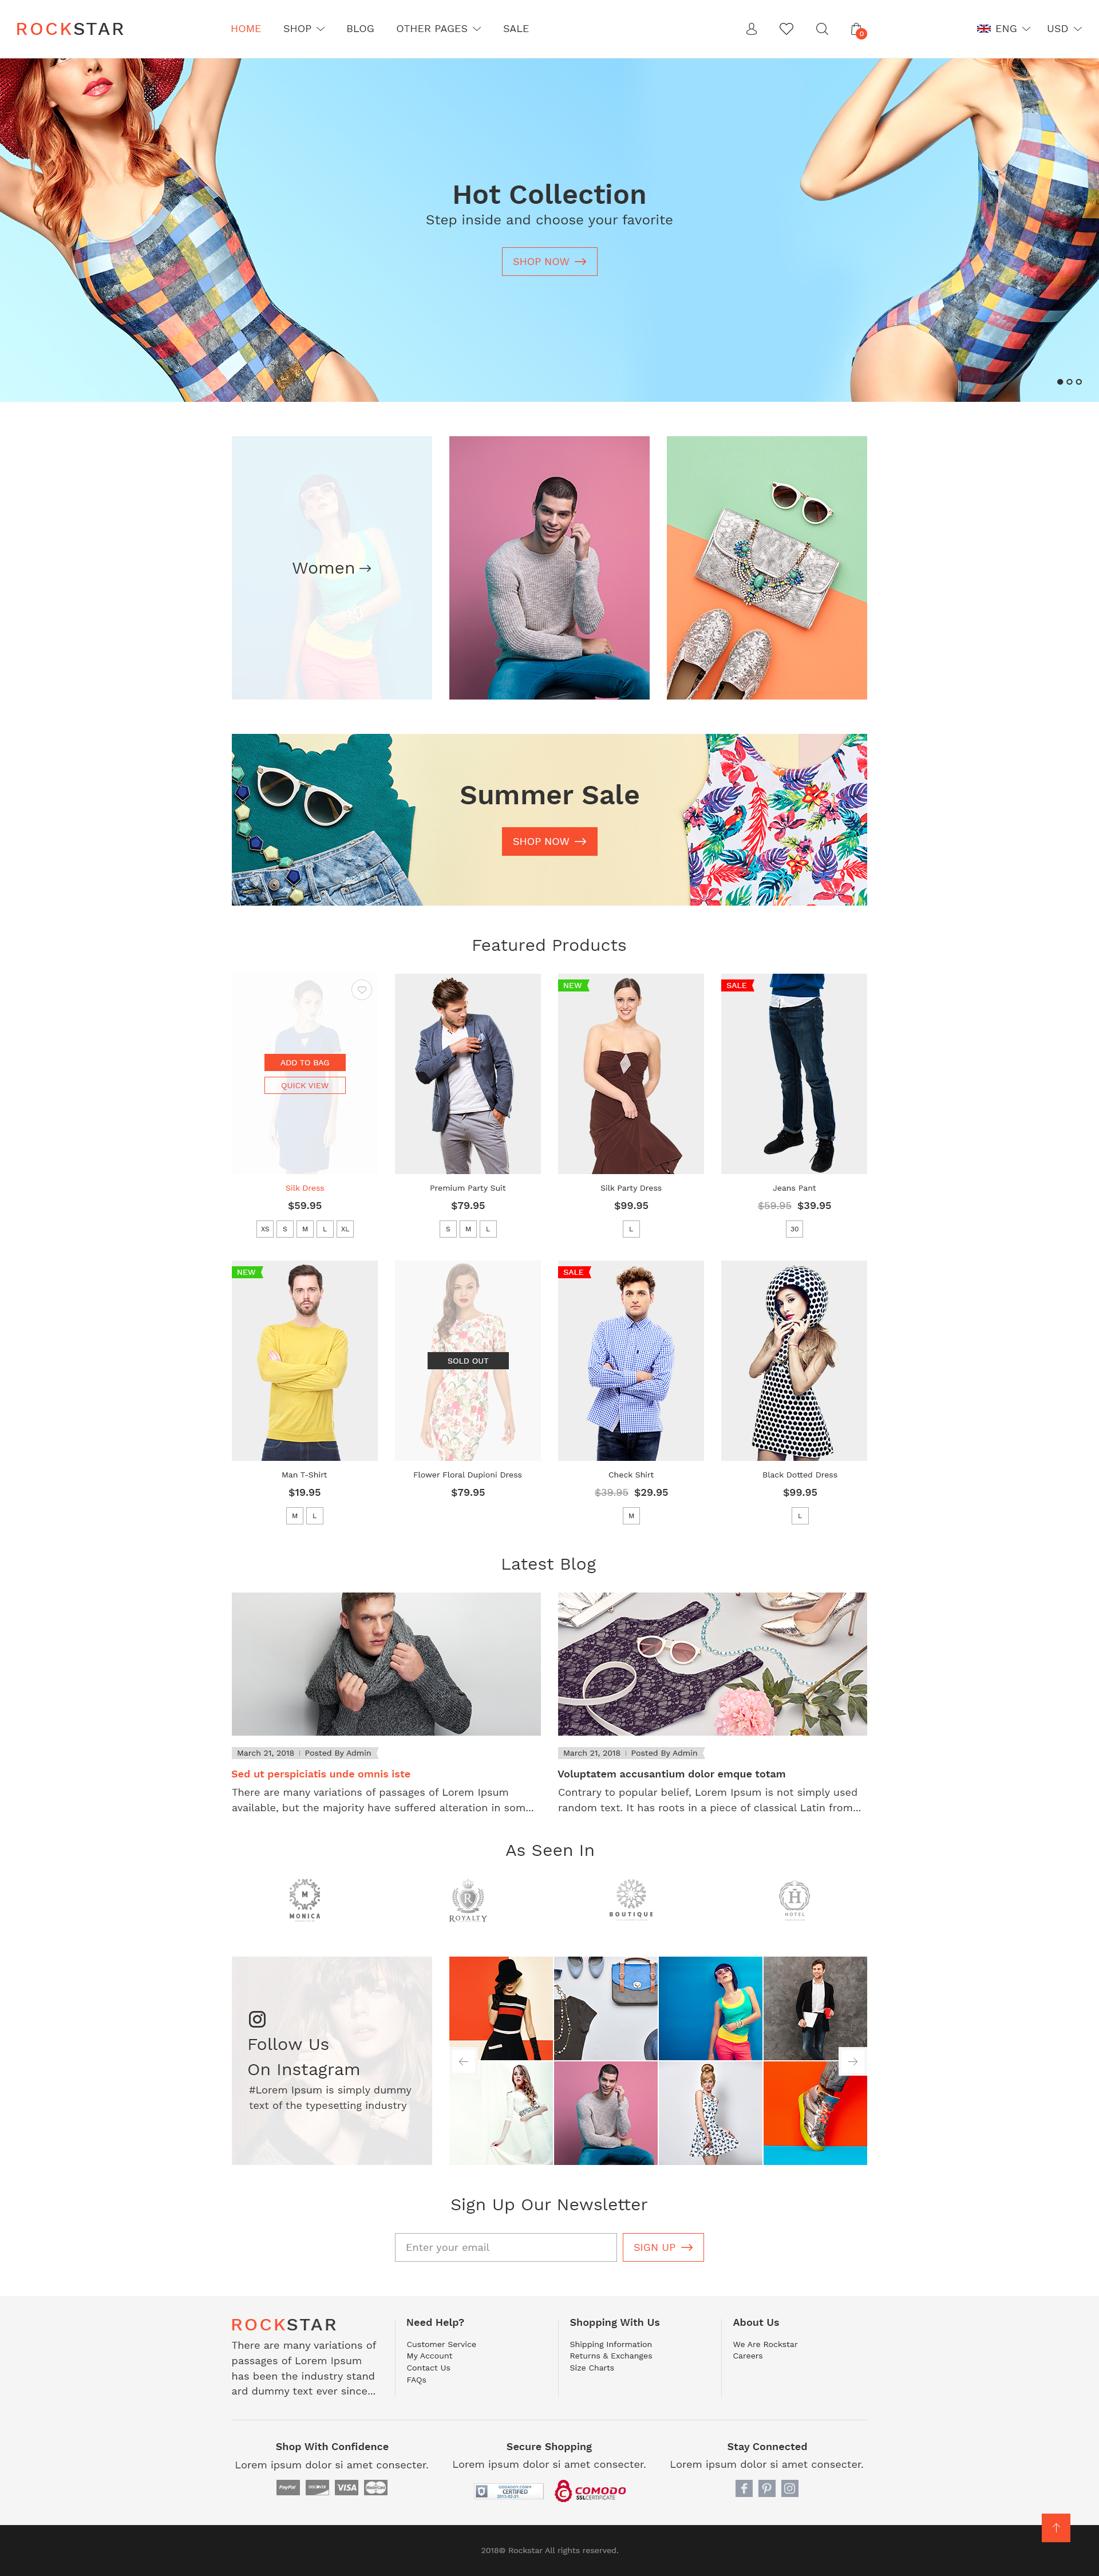 ROCKSTAR
HOME SHOP BLOG OTHER PAGES SALE
0
ENG USD
Hot Collection
Step inside and choose your favorite
SHOP NOW
Women
Summer Sale
SHOP NOW
Featured Products
ADD TO BAG
QUICK VIEW
Silk Dress
$59.95
XS S M L XL
Premium Party Suit
$79.95
S M L
NEW
Silk Party Dress
$99.95
L
SALE
Jeans Pant
$59.95 $39.95
30
NEW
Man T-Shirt
$19.95
M L
SOLD OUT
Flower Floral Dupioni Dress
$79.95
SALE
Check Shirt
$39.95 $29.95
M
Black Dotted Dress
$99.95
L
Latest Blog
March 21, 2018 | Posted By Admin
Sed ut perspiciatis unde omnis iste
There are many variations of passages of Lorem Ipsum
available, but the majority have suffered alteration in som...
March 21, 2018 | Posted By Admin
Voluptatem accusantium dolor emque totam
Contrary to popular belief, Lorem Ipsum is not simply used
random text. It has roots in a piece of classical Latin from...
As Seen In
M
MONICA
R
ROYALTY
BOUTIQUE
H
HOTEL
Follow Us
On Instagram
#Lorem Ipsum is simply dummy
text of the typesetting industry
Sign Up Our Newsletter
Enter your email
SIGN UP
ROCKSTAR
There are many variations of
passages of Lorem Ipsum
has been the industry stand
ard dummy text ever since...
Need Help?
Customer Service
My Account
Contact Us
FAQs
Shopping With Us
Shipping Information
Returns & Exchanges
Size Charts
About Us
We Are Rockstar
Careers
Shop With Confidence
Lorem ipsum dolor si amet consecter.
PayPal DISCOVER VISA MasterCard
Secure Shopping
Lorem ipsum dolor si amet consecter.
CERTIFIED
COMODO
SSLCERTIFICATE
Stay Connected
Lorem ipsum dolor si amet consecter.
2018© Rockstar All rights reserved.